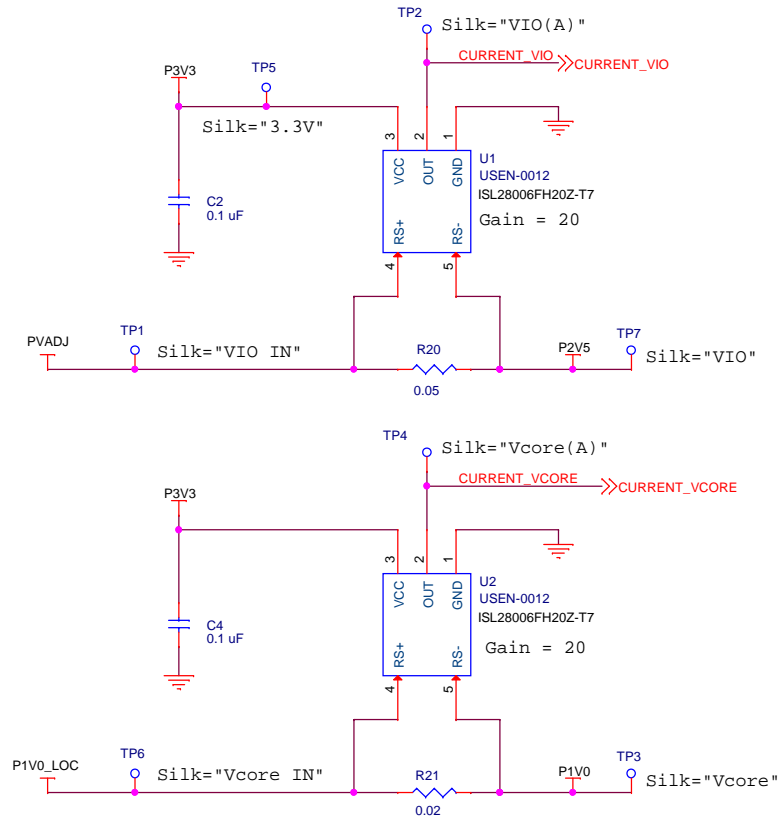 TP2
Silk="VIO(A)"
CURRENT_VIO
CURRENT_VIO
P3V3
TP5
Silk="3.3V"
3
2
1
VCC
OUT
GND
U1
USEN-0012
ISL28006FH20Z-T7
Gain = 20
C2
0.1 uF
RS+
RS-
4
5
PVADJ
TP1
Silk="VIO IN"
R20
0.05
P2V5
TP7
Silk="VIO"
TP4
Silk="Vcore(A)"
CURRENT_VCORE
CURRENT_VCORE
P3V3
3
2
1
VCC
OUT
GND
U2
USEN-0012
ISL28006FH20Z-T7
Gain = 20
C4
0.1 uF
RS+
RS-
4
5
P1V0_LOC
TP6
Silk="Vcore IN"
R21
0.02
P1V0
TP3
Silk="Vcore"